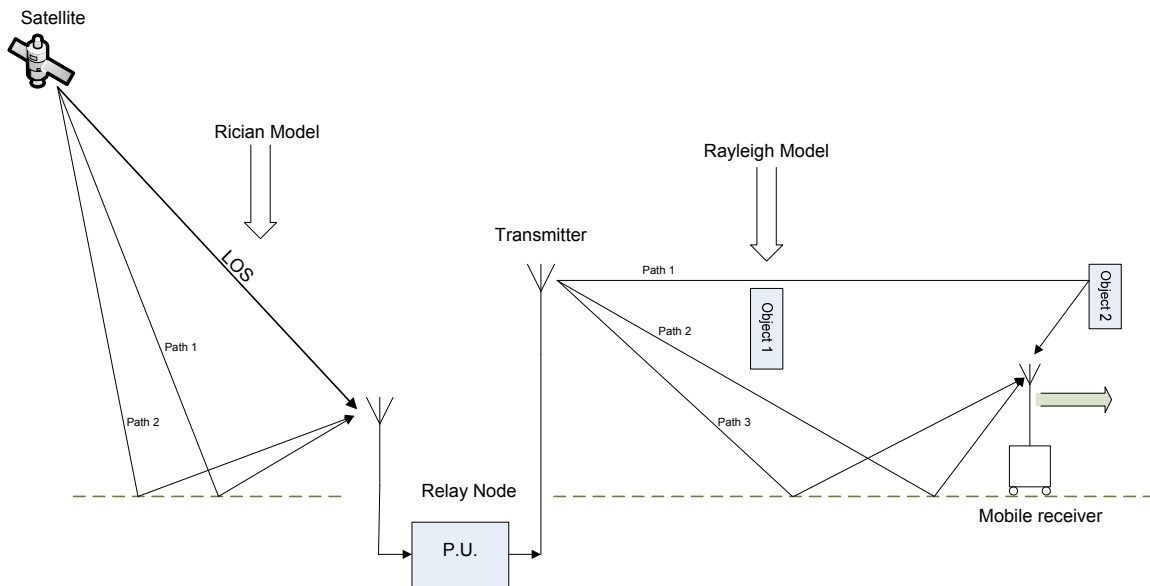 Satellite
Rician Model
Rayleigh Model
Transmitter
LOS
Path 1
Object 2
Object 1
Path 2
Path 1
Path 2
Path 3
Relay Node
Mobile receiver
P.U.